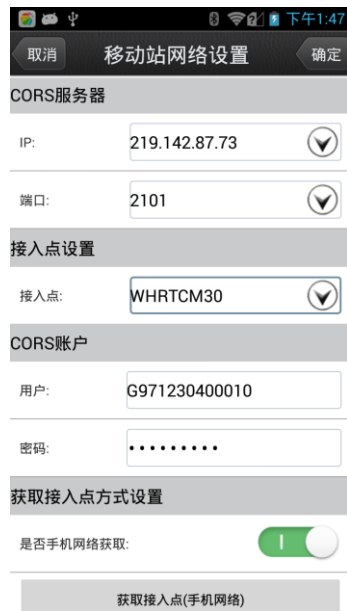 下午1:47
取消 移动站网络设置 确定
CORS服务器
IP: 219.142.87.73
端口: 2101
接入点设置
接入点: WHRTCM30
CORS账户
用户: G971230400010
密码: •••••••••
获取接入点方式设置
是否手机网络获取:
获取接入点(手机网络)